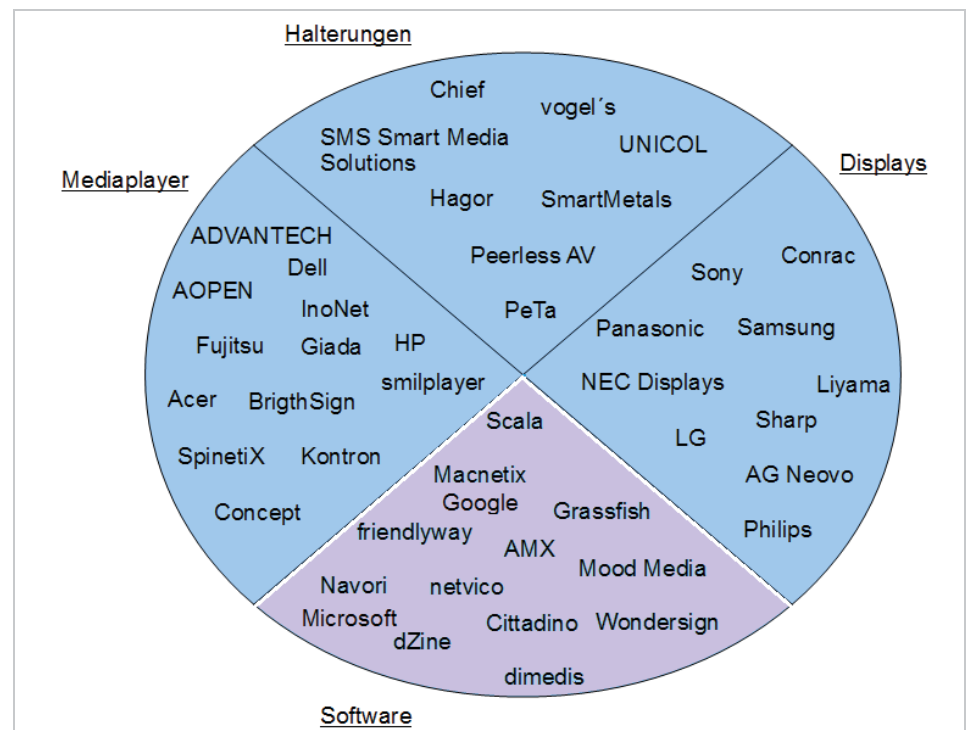 Halterungen
Chief
vogel´s
SMS Smart Media
Solutions
UNICOL
Hagor
SmartMetals
Peerless AV
PeTa
Mediaplayer
ADVANTECH
Dell
AOPEN
InoNet
Fujitsu
Giada
HP
smilplayer
Acer
BrigthSign
SpinetiX
Kontron
Concept
Displays
Conrac
Sony
Panasonic
Samsung
NEC Displays
Liyama
Sharp
LG
AG Neovo
Philips
Scala
Macnetix
Google
Grassfish
friendlyway
AMX
Mood Media
Navori
netvico
Microsoft
Cittadino
Wondersign
dZine
dimedis
Software